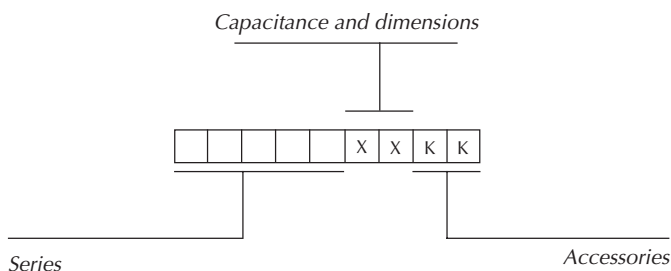 Capacitance and dimensions
X X K K
Series
Accessories